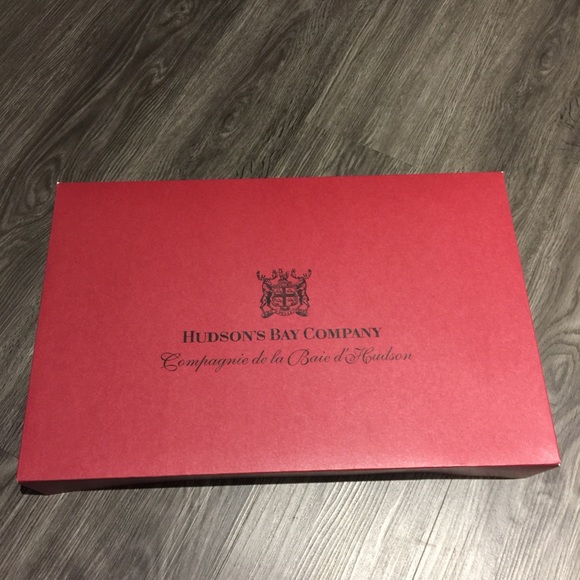 HUDSON'S BAY COMPANY
Compagnie de la Baie d'Hudson